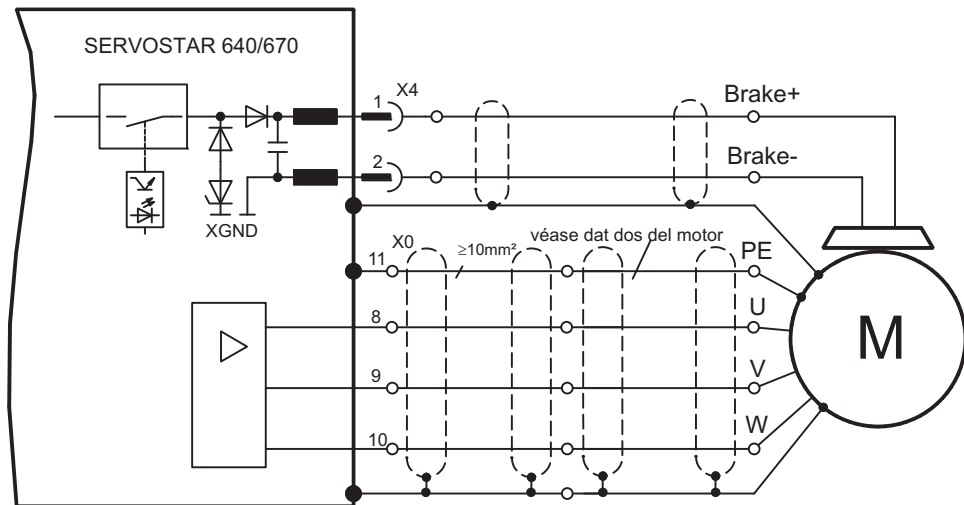 SERVOSTAR 640/670
1 X4
Brake+
2
Brake-
XGND
X0
≥10mm²
véase dat dos del motor
11
PE
8
U
9
V
10
W
M